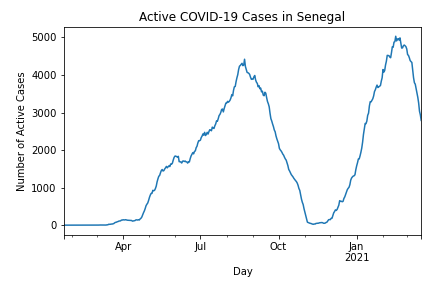 Active COVID-19 Cases in Senegal
5000
4000
3000
2000
1000
0
Number of Active Cases
Apr
Jul
Oct
Jan
2021
Day